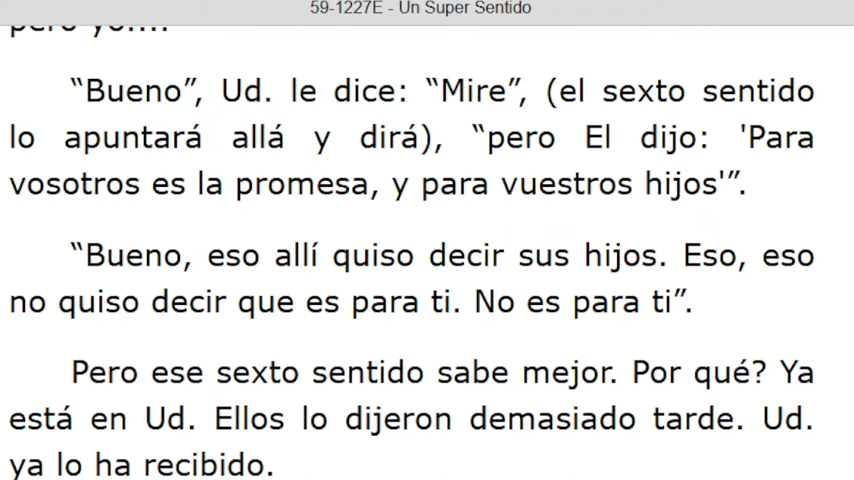 59-1227E - Un Super Sentido
pero yo....
“Bueno”, Ud. le dice: “Mire”, (el sexto sentido
lo apuntará allá y dirá), “pero El dijo: 'Para
vosotros es la promesa, y para vuestros hijos'”.
“Bueno, eso allí quiso decir sus hijos. Eso, eso
no quiso decir que es para ti. No es para ti”.
Pero ese sexto sentido sabe mejor. Por qué? Ya
está en Ud. Ellos lo dijeron demasiado tarde. Ud.
ya lo ha recibido.